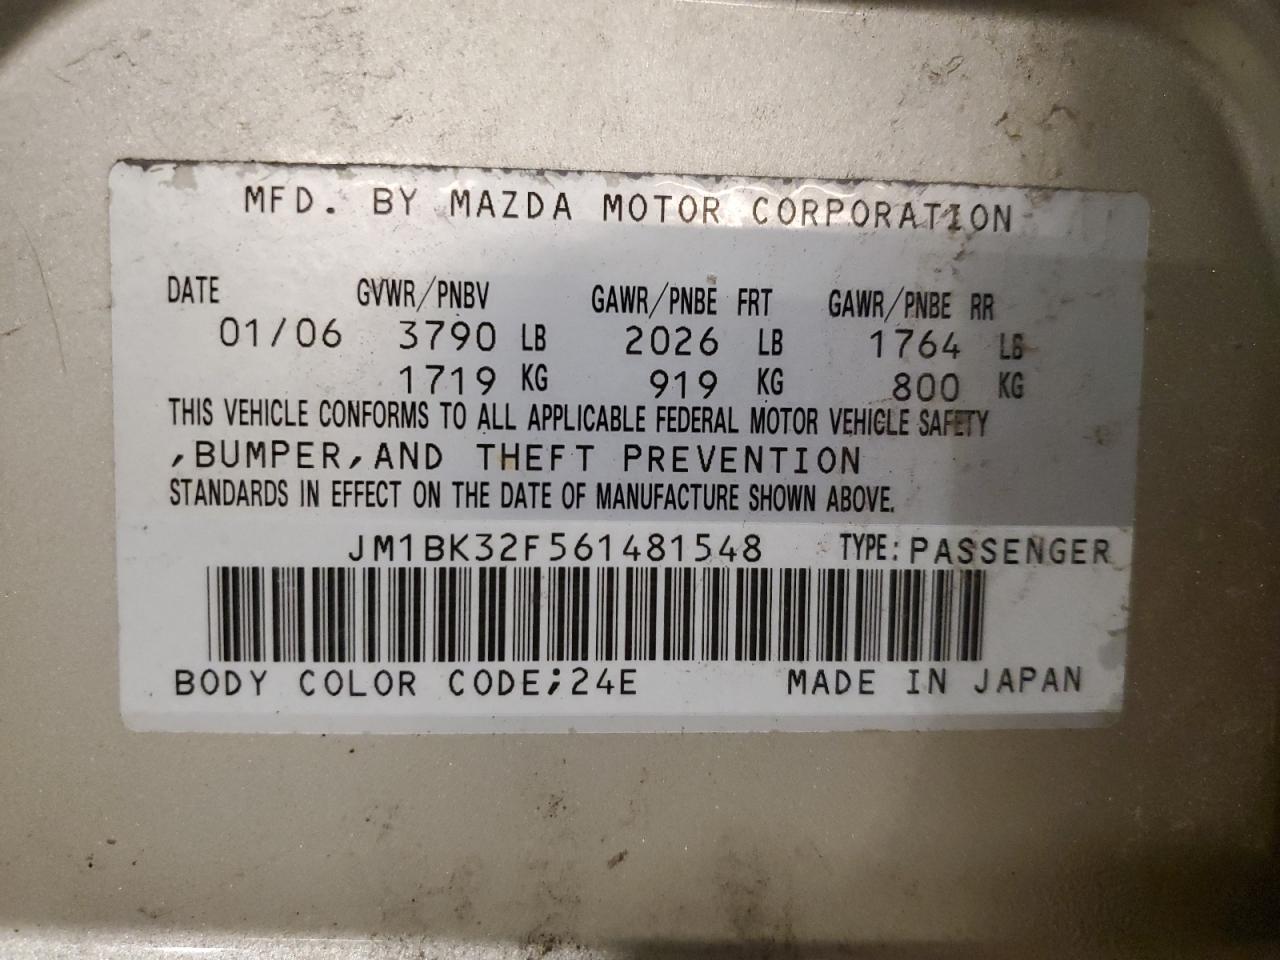 MFD. BY MAZDA MOTOR CORPORATION
DATE GVWR/PNBV GAWR/PNBE FRT GAWR/PNBE RR
01/06 3790 LB 2026 LB 1764 LB
1719 KG 919 KG 800 KG
THIS VEHICLE CONFORMS TO ALL APPLICABLE FEDERAL MOTOR VEHICLE SAFETY
,BUMPER,AND THEFT PREVENTION
STANDARDS IN EFFECT ON THE DATE OF MANUFACTURE SHOWN ABOVE.
JM1BK32F561481548 TYPE: PASSENGER
BODY COLOR CODE;24E MADE IN JAPAN